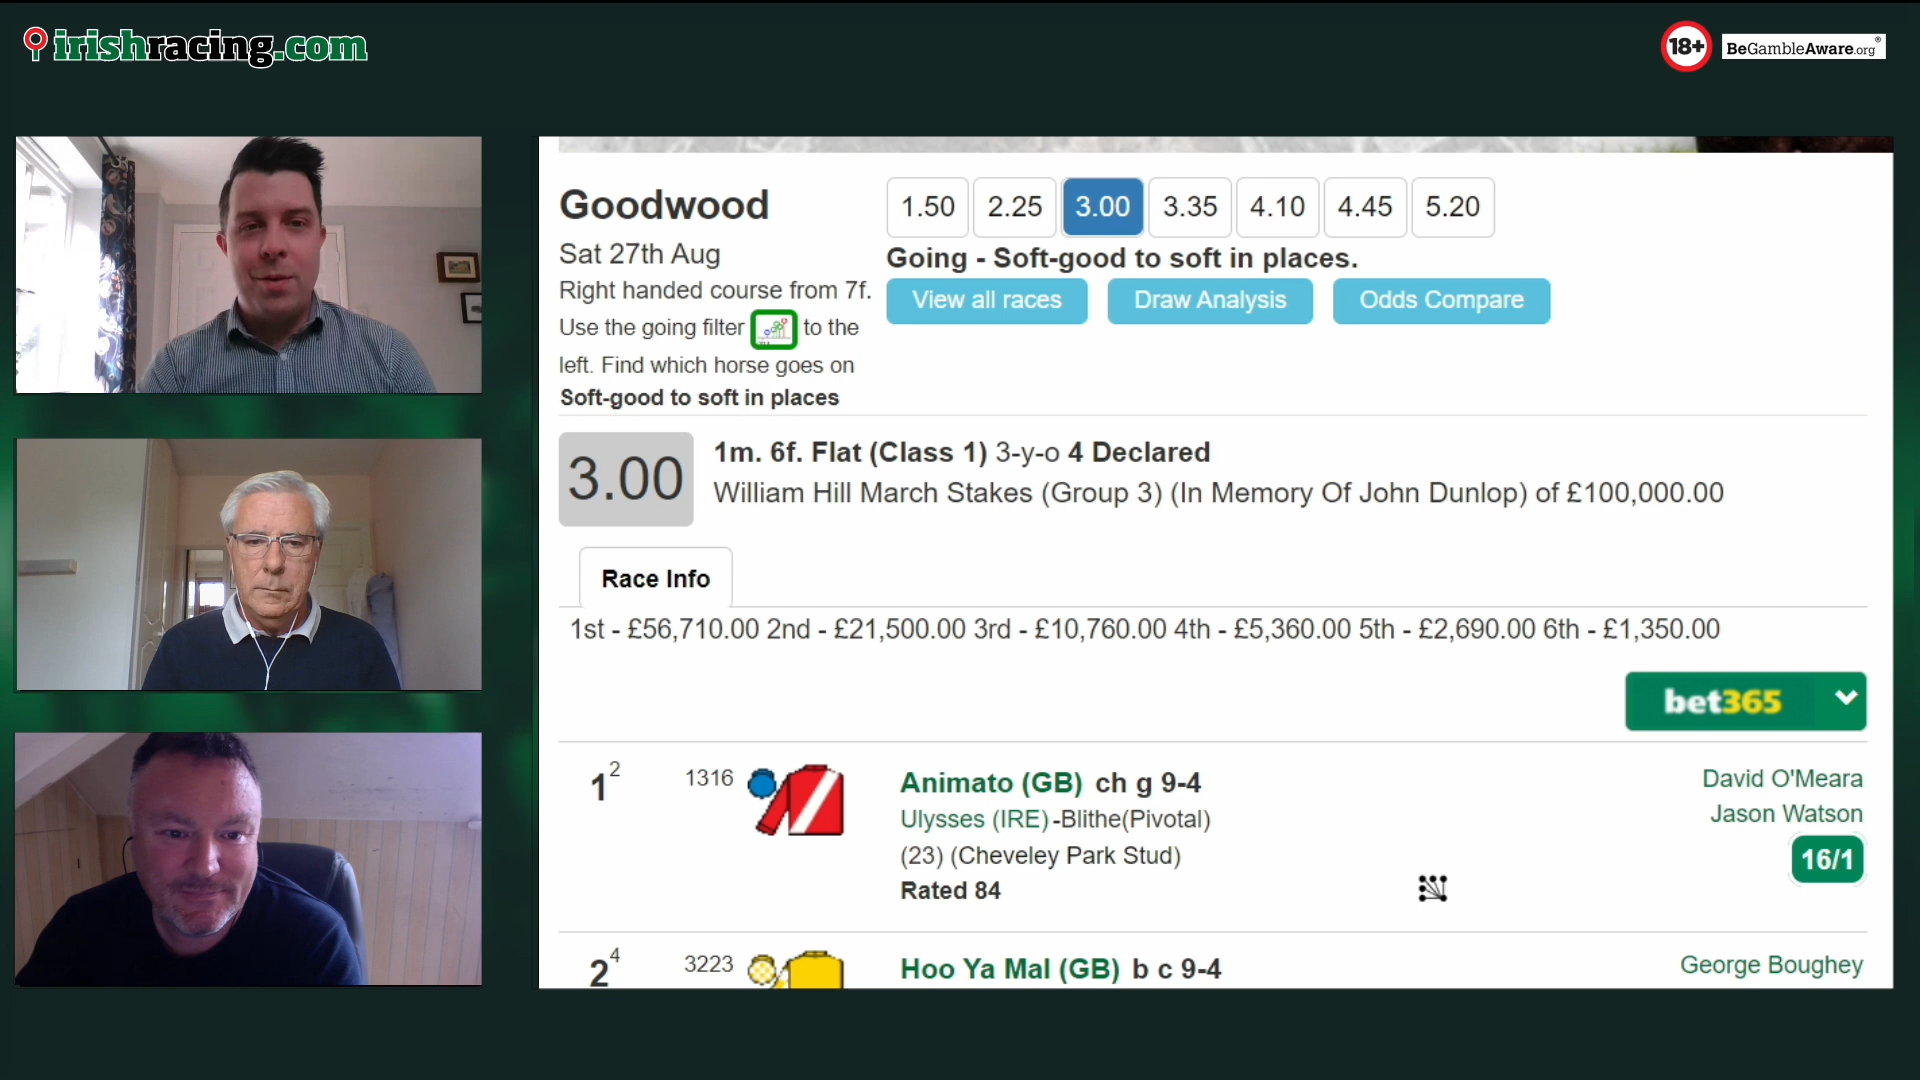 irishracing.com
18+ BeGambleAware.org®
Goodwood
1.50 2.25 3.00 3.35 4.10 4.45 5.20
Sat 27th Aug
Going - Soft-good to soft in places.
Right handed course from 7f.
Use the going filter to the
left. Find which horse goes on
Soft-good to soft in places
View all races Draw Analysis Odds Compare
3.00
1m. 6f. Flat (Class 1) 3-y-o 4 Declared
William Hill March Stakes (Group 3) (In Memory Of John Dunlop) of £100,000.00
Race Info
1st - £56,710.00 2nd - £21,500.00 3rd - £10,760.00 4th - £5,360.00 5th - £2,690.00 6th - £1,350.00
bet365
1 2 1316 Animato (GB) ch g 9-4 David O'Meara
Ulysses (IRE)-Blithe(Pivotal) Jason Watson
(23) (Cheveley Park Stud) 16/1
Rated 84
2 4 3223 Hoo Ya Mal (GB) b c 9-4 George Boughey